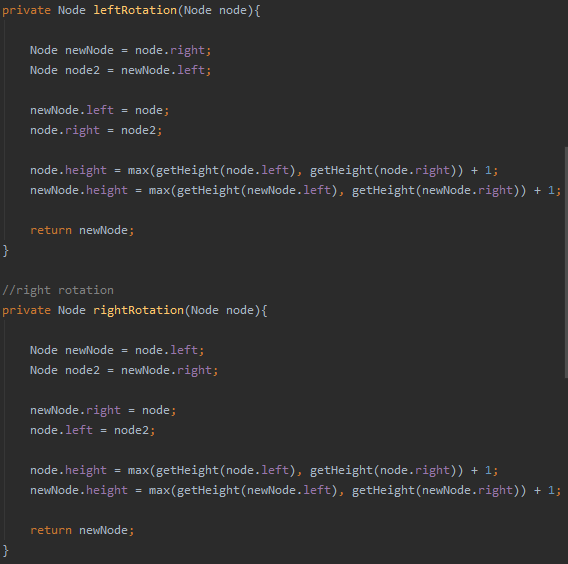 private Node leftRotation(Node node){
Node newNode = node.right;
Node node2 = newNode.left;
newNode.left = node;
node.right = node2;
node.height = max(getHeight(node.left), getHeight(node.right)) + 1;
newNode.height = max(getHeight(newNode.left), getHeight(newNode.right)) + 1;
return newNode;
}
//right rotation
private Node rightRotation(Node node){
Node newNode = node.left;
Node node2 = newNode.right;
newNode.right = node;
node.left = node2;
node.height = max(getHeight(node.left), getHeight(node.right)) + 1;
newNode.height = max(getHeight(newNode.left), getHeight(newNode.right)) + 1;
return newNode;
}